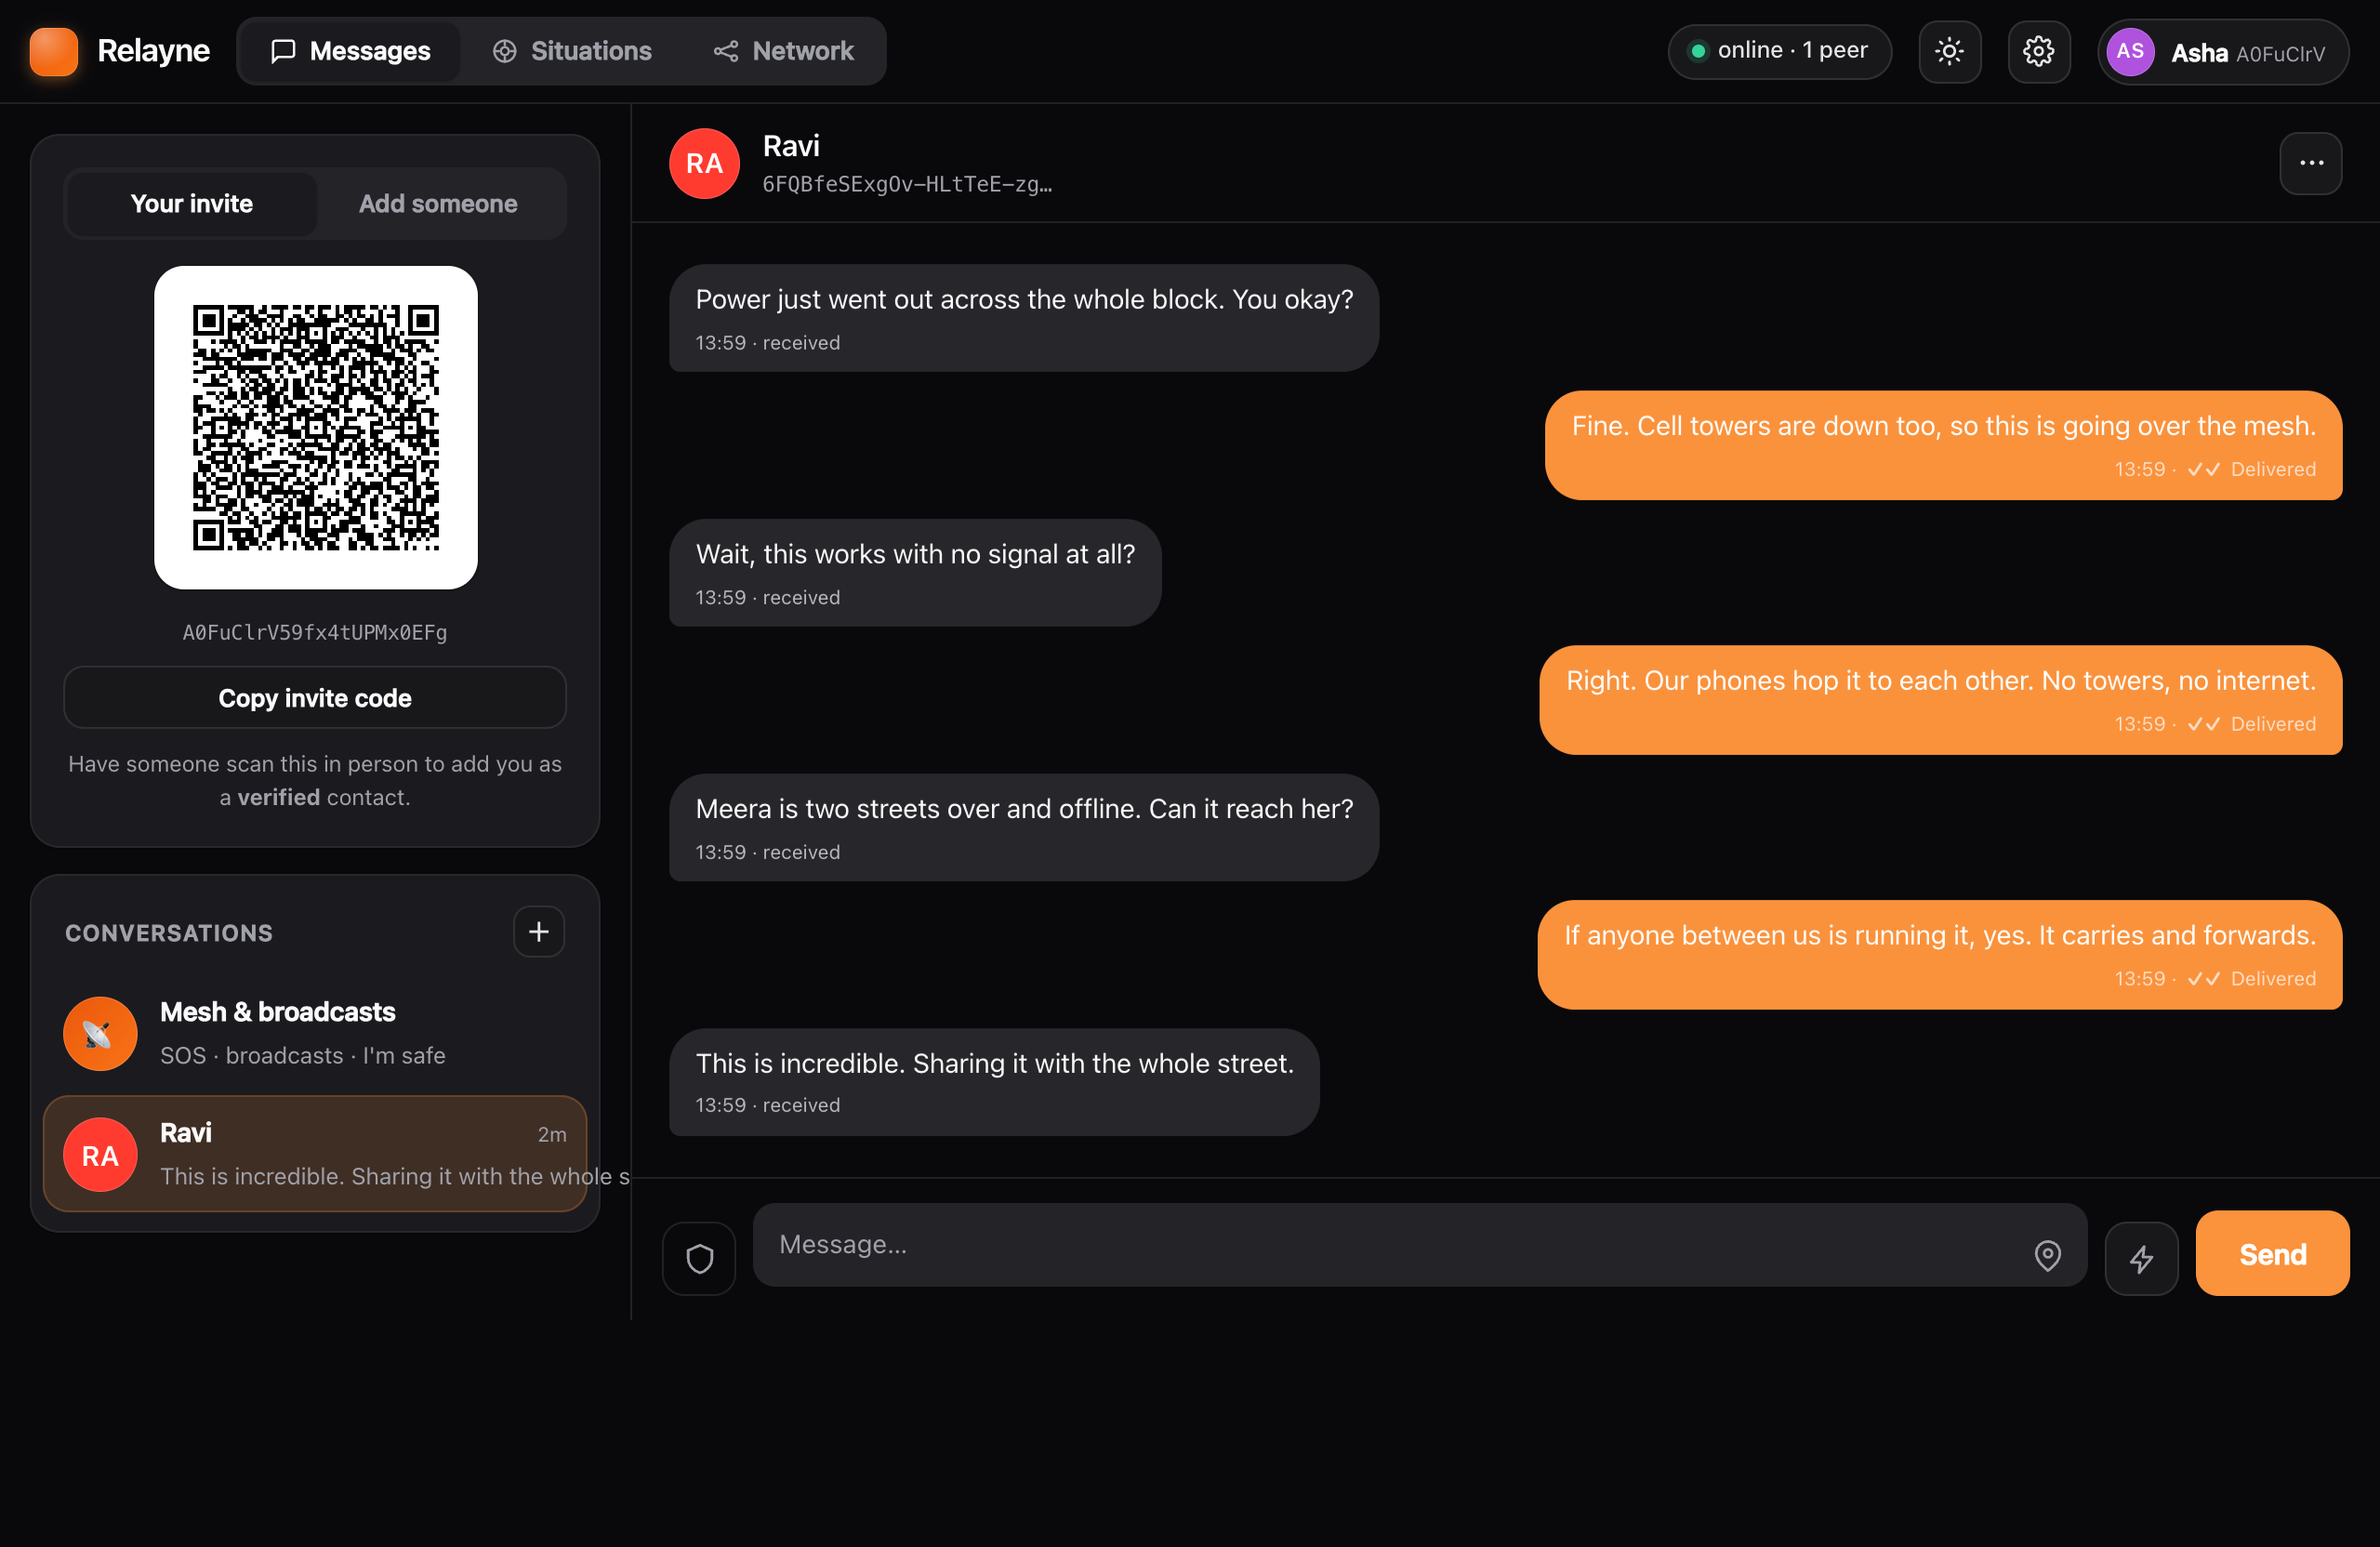 Relayne
Messages
Situations
Network
online · 1 peer
AS
Asha A0FuClrV
Your invite
Add someone
A0FuClrV59fx4tUPMx0EFg
Copy invite code
Have someone scan this in person to add you as
a verified contact.
CONVERSATIONS
+
Mesh & broadcasts
SOS · broadcasts · I'm safe
RA
Ravi
2m
This is incredible. Sharing it with the whole s
RA
Ravi
6FQBfeSExgOv-HLtTeE-zg…
Power just went out across the whole block. You okay?
13:59 · received
Fine. Cell towers are down too, so this is going over the mesh.
13:59 · ✓✓ Delivered
Wait, this works with no signal at all?
13:59 · received
Right. Our phones hop it to each other. No towers, no internet.
13:59 · ✓✓ Delivered
Meera is two streets over and offline. Can it reach her?
13:59 · received
If anyone between us is running it, yes. It carries and forwards.
13:59 · ✓✓ Delivered
This is incredible. Sharing it with the whole street.
13:59 · received
Message...
Send